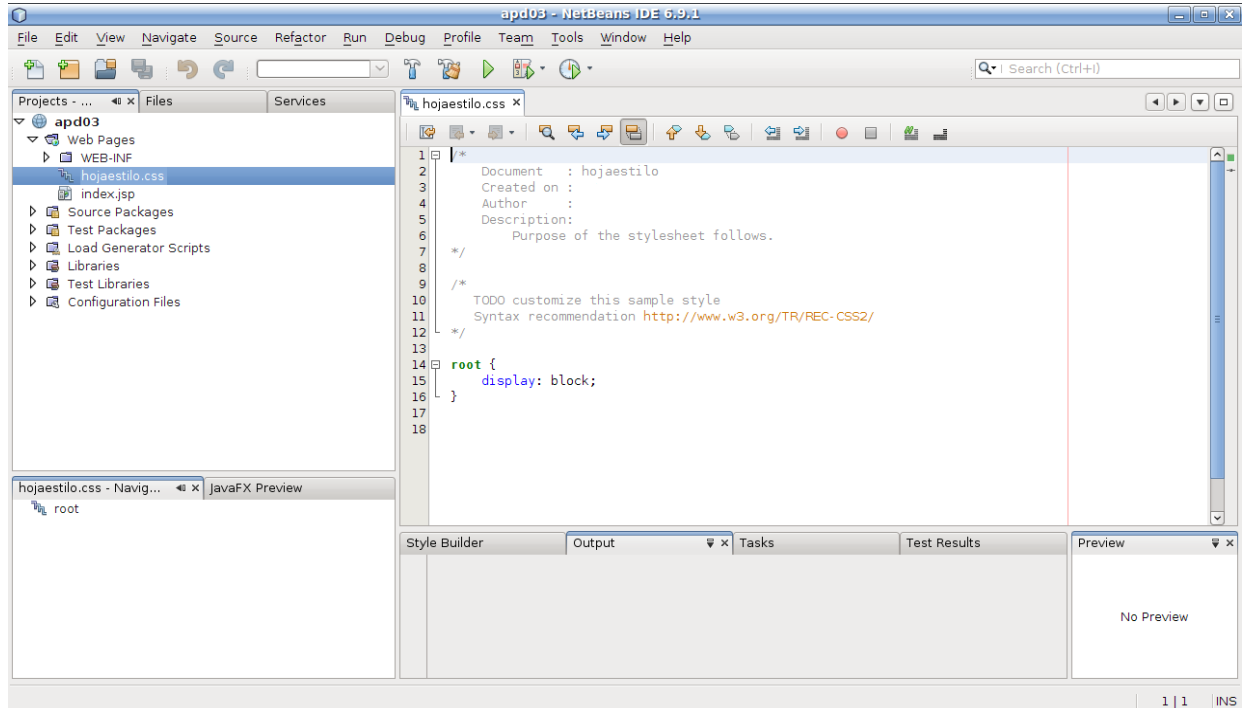 apd03 - NetBeans IDE 6.9.1
File Edit View Navigate Source Refactor Run Debug Profile Team Tools Window Help
Search (Ctrl+I)
Projects - ... Files Services
apd03
Web Pages
WEB-INF
hojaestilo.css
index.jsp
Source Packages
Test Packages
Load Generator Scripts
Libraries
Test Libraries
Configuration Files
hojaestilo.css - Navig... JavaFX Preview
root
hojaestilo.css
1 /*
2 Document : hojaestilo
3 Created on :
4 Author :
5 Description:
6 Purpose of the stylesheet follows.
7 */
8
9 /*
10 TODO customize this sample style
11 Syntax recommendation http://www.w3.org/TR/REC-CSS2/
12 */
13
14 root {
15 display: block;
16 }
17
18
Style Builder Output Tasks Test Results Preview
No Preview
1 | 1 INS